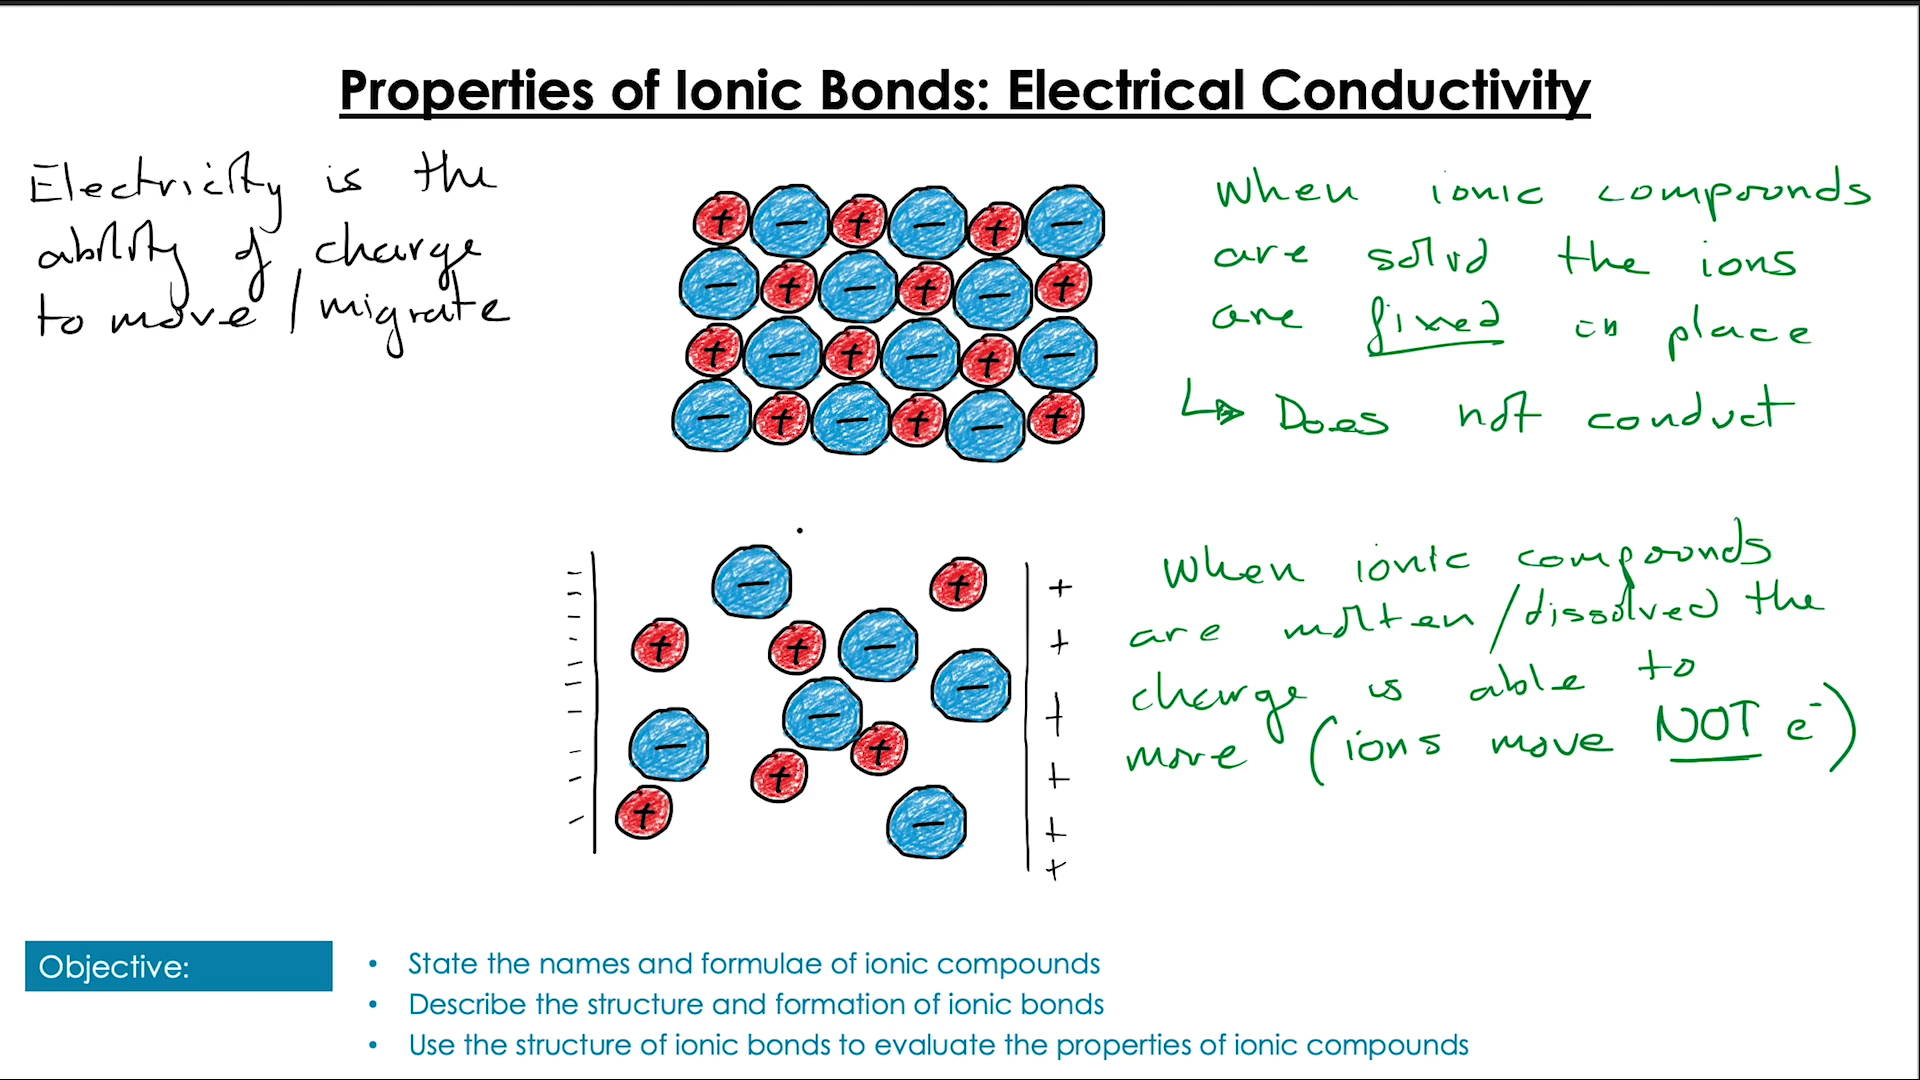 Properties of Ionic Bonds: Electrical Conductivity
Electricity is the
ability of charge
to move / migrate
+ - + - + -
- + - + - +
+ - + - + -
- + - + - +
When ionic compounds
are solid the ions
are fixed in place
↳ Does not conduct
- +
+ + -
-
- - +
+ +
-
- - - - - - - - - -
+ + + + + +
When ionic compounds
are molten/dissolved the
charge is able to
move (ions move NOT e⁻)
Objective:
• State the names and formulae of ionic compounds
• Describe the structure and formation of ionic bonds
• Use the structure of ionic bonds to evaluate the properties of ionic compounds